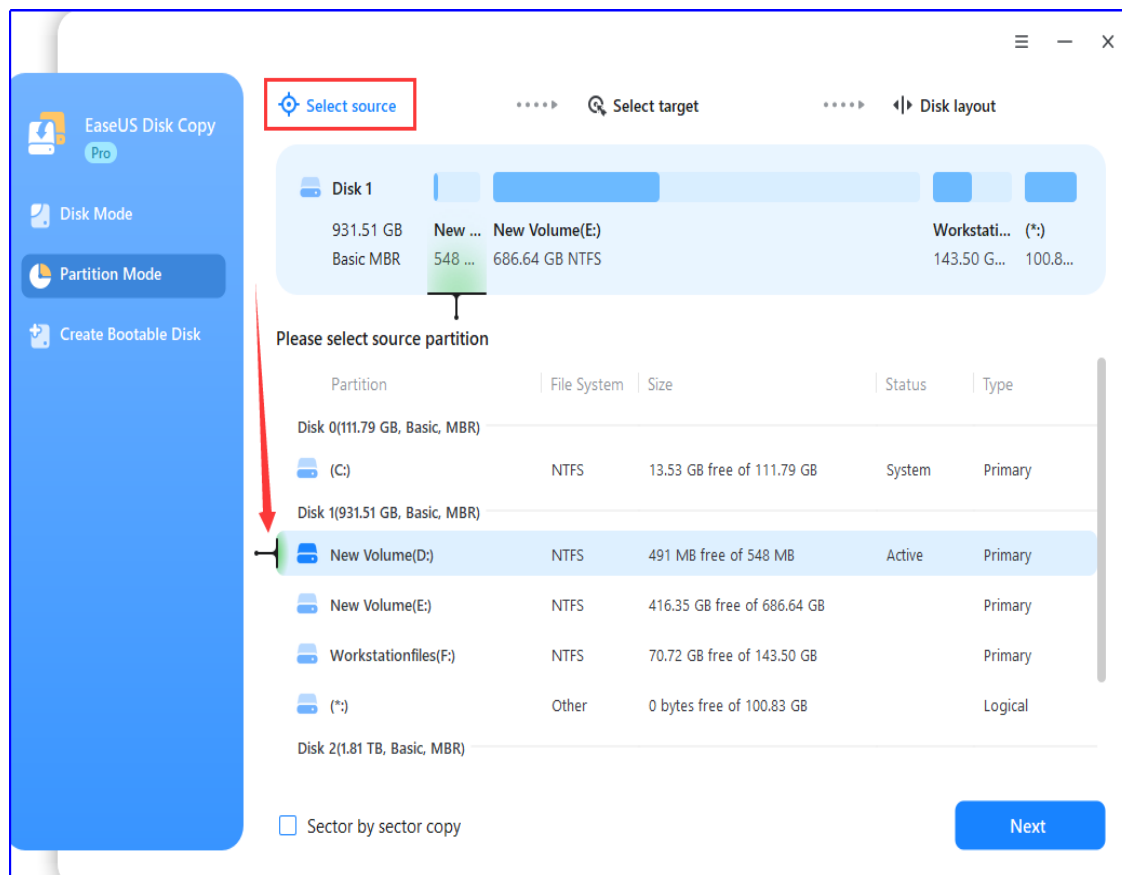 EaseUS Disk Copy
Pro
Disk Mode
Partition Mode
Create Bootable Disk
Select source
Select target
Disk layout
Disk 1
931.51 GB
Basic MBR
New ...
548 ...
New Volume(E:)
686.64 GB NTFS
Workstati...
143.50 G...
(*:)
100.8...
Please select source partition
Partition File System Size Status Type
Disk 0(111.79 GB, Basic, MBR)
(C:) NTFS 13.53 GB free of 111.79 GB System Primary
Disk 1(931.51 GB, Basic, MBR)
New Volume(D:) NTFS 491 MB free of 548 MB Active Primary
New Volume(E:) NTFS 416.35 GB free of 686.64 GB Primary
Workstationfiles(F:) NTFS 70.72 GB free of 143.50 GB Primary
(*:) Other 0 bytes free of 100.83 GB Logical
Disk 2(1.81 TB, Basic, MBR)
Sector by sector copy
Next